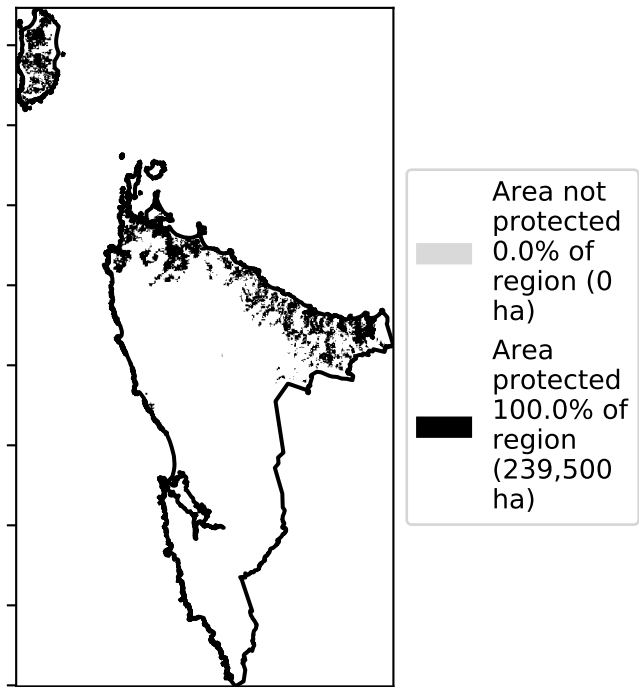 Area not
protected
0.0% of
region (0
ha)
Area
protected
100.0% of
region
(239,500
ha)